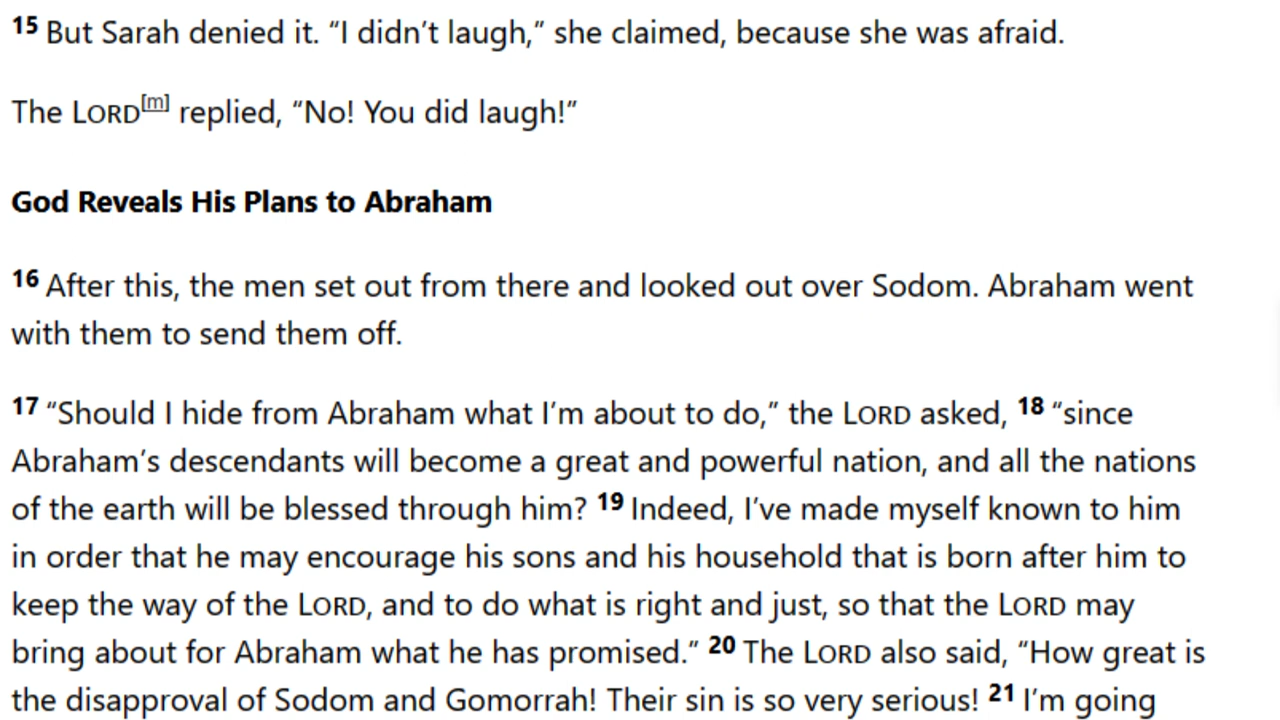 15 But Sarah denied it. “I didn’t laugh,” she claimed, because she was afraid.
The LORD[m] replied, “No! You did laugh!”
God Reveals His Plans to Abraham
16 After this, the men set out from there and looked out over Sodom. Abraham went
with them to send them off.
17 “Should I hide from Abraham what I’m about to do,” the LORD asked, 18 “since
Abraham’s descendants will become a great and powerful nation, and all the nations
of the earth will be blessed through him? 19 Indeed, I’ve made myself known to him
in order that he may encourage his sons and his household that is born after him to
keep the way of the LORD, and to do what is right and just, so that the LORD may
bring about for Abraham what he has promised.” 20 The LORD also said, “How great is
the disapproval of Sodom and Gomorrah! Their sin is so very serious! 21 I’m going